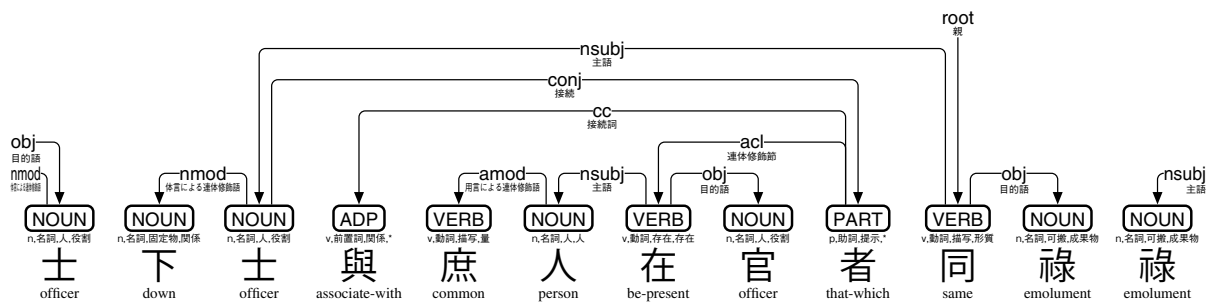 root
親
nsubj
主語
conj
接続
cc
接続詞
obj
目的語
acl
連体修飾節
nmod
nmod
体言による連体修飾語
amod
用言による連体修飾語
nsubj
主語
obj
目的語
obj
目的語
nsubj
主語
NOUN NOUN NOUN ADP VERB NOUN VERB NOUN PART VERB NOUN NOUN
n,名詞,人,役割 n,名詞,固定物,関係 n,名詞,人,役割 v,前置詞,関係,* v,動詞,描写,量 n,名詞,人,人 v,動詞,存在,存在 n,名詞,人,役割 p,助詞,提示,* v,動詞,描写,形質 n,名詞,可搬,成果物 n,名詞,可搬,成果物
士 下 士 與 庶 人 在 官 者 同 祿 祿
officer down officer associate-with common person be-present officer that-which same emolument emolument